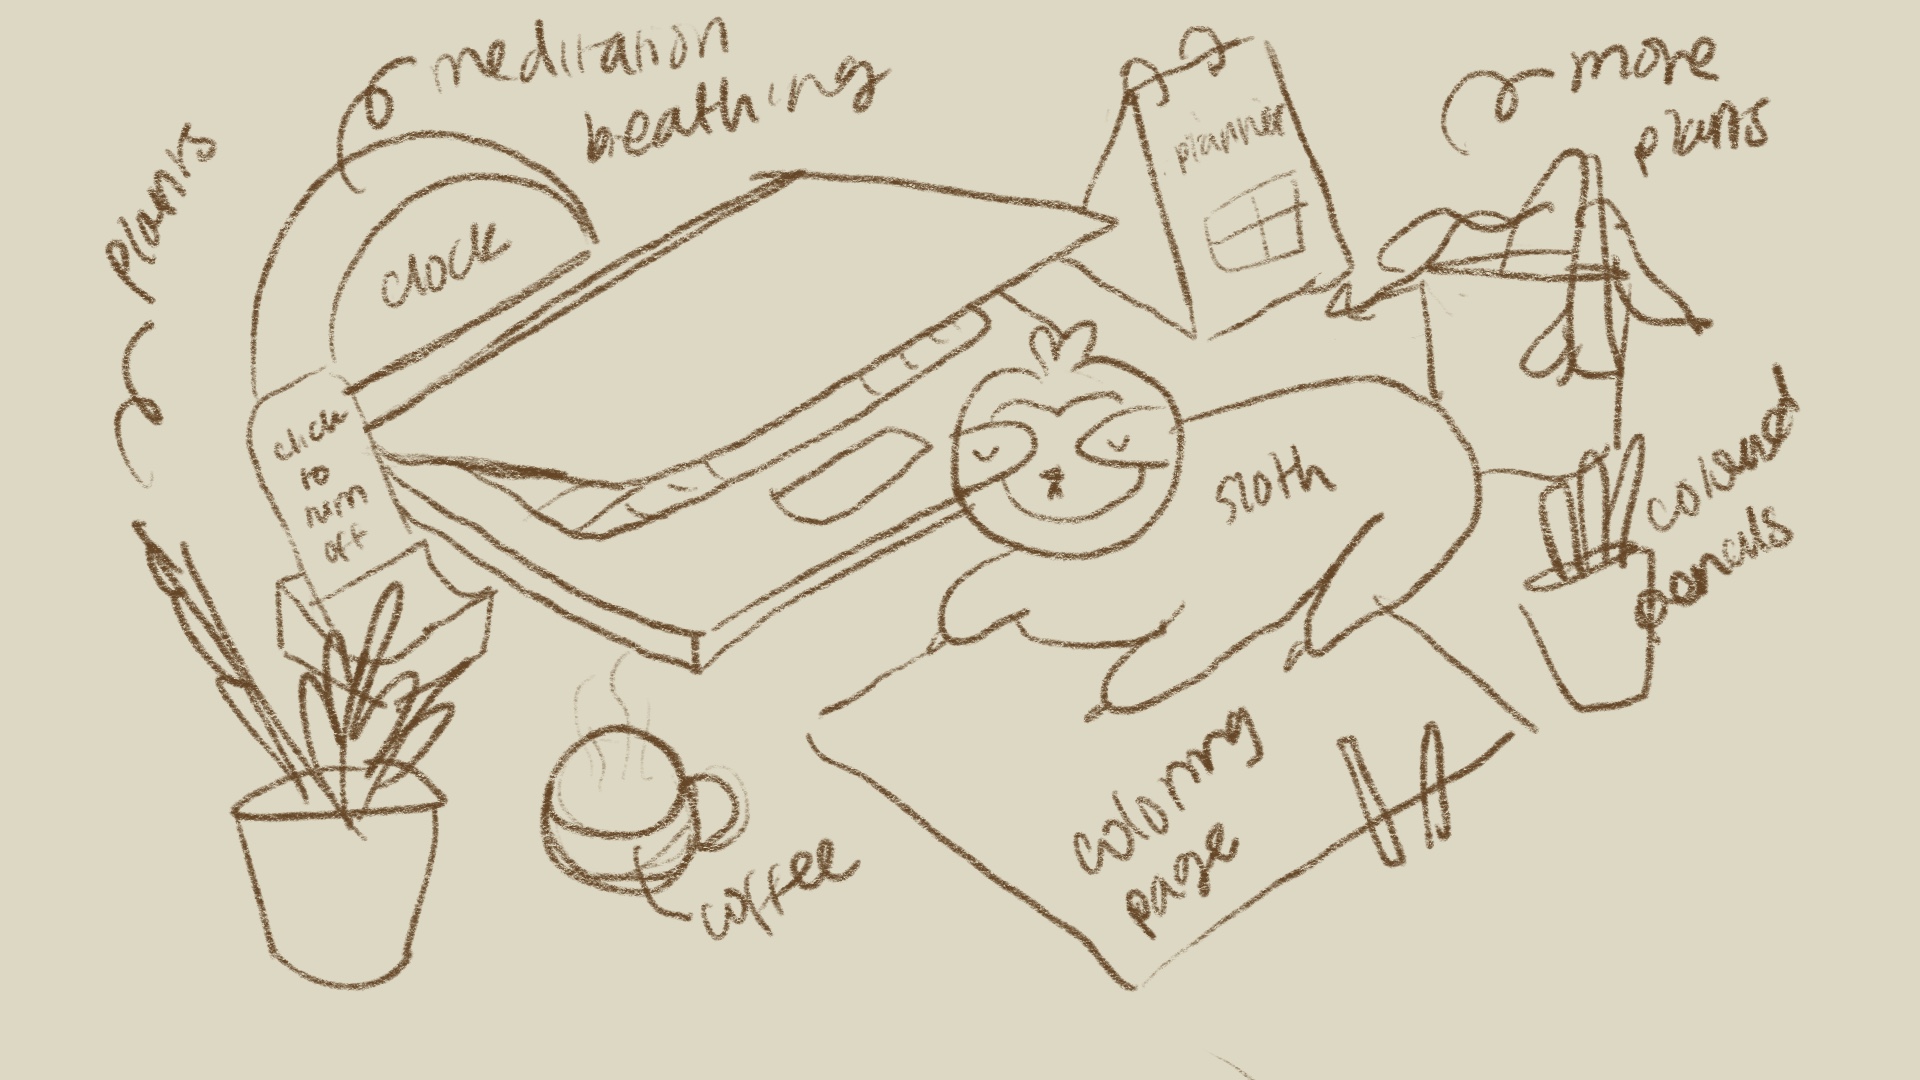 meditation
beathing
plants
clock
click
to
turn
off
planner
more
plants
sloth
colored
pencils
coloring
page
coffee